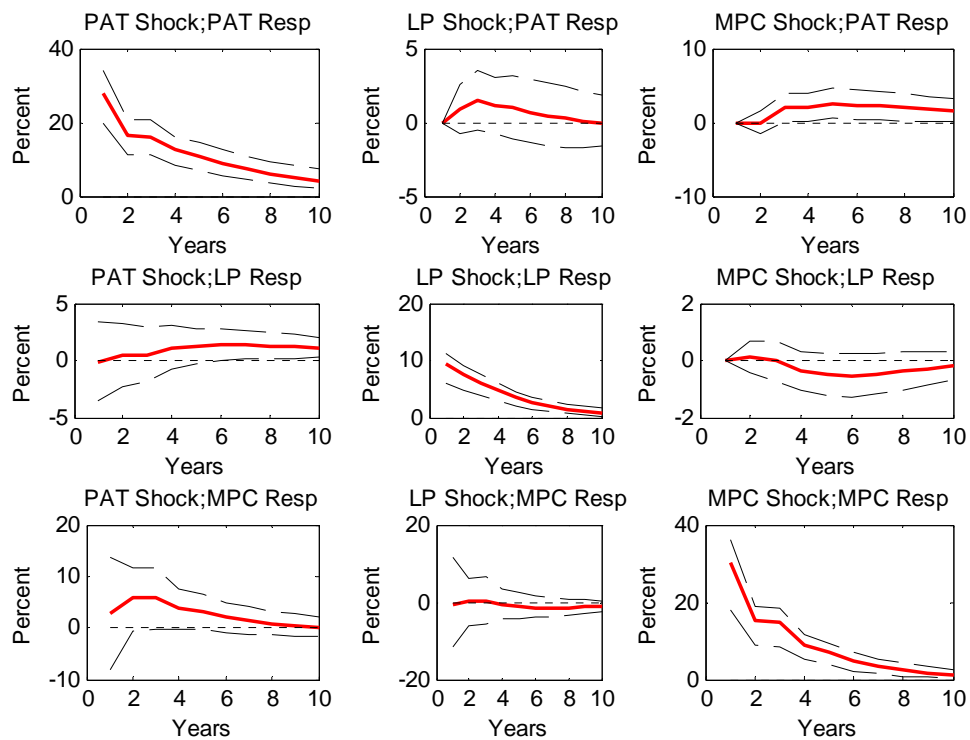 PAT Shock;PAT Resp
40
20
0
Percent
0 2 4 6 8 10
Years
LP Shock;PAT Resp
5
0
-5
Percent
0 2 4 6 8 10
Years
MPC Shock;PAT Resp
10
0
-10
Percent
0 2 4 6 8 10
Years
PAT Shock;LP Resp
5
0
-5
Percent
0 2 4 6 8 10
Years
LP Shock;LP Resp
20
10
0
Percent
0 2 4 6 8 10
Years
MPC Shock;LP Resp
2
0
-2
Percent
0 2 4 6 8 10
Years
PAT Shock;MPC Resp
20
10
0
-10
Percent
0 2 4 6 8 10
Years
LP Shock;MPC Resp
20
0
-20
Percent
0 2 4 6 8 10
Years
MPC Shock;MPC Resp
40
20
0
Percent
0 2 4 6 8 10
Years